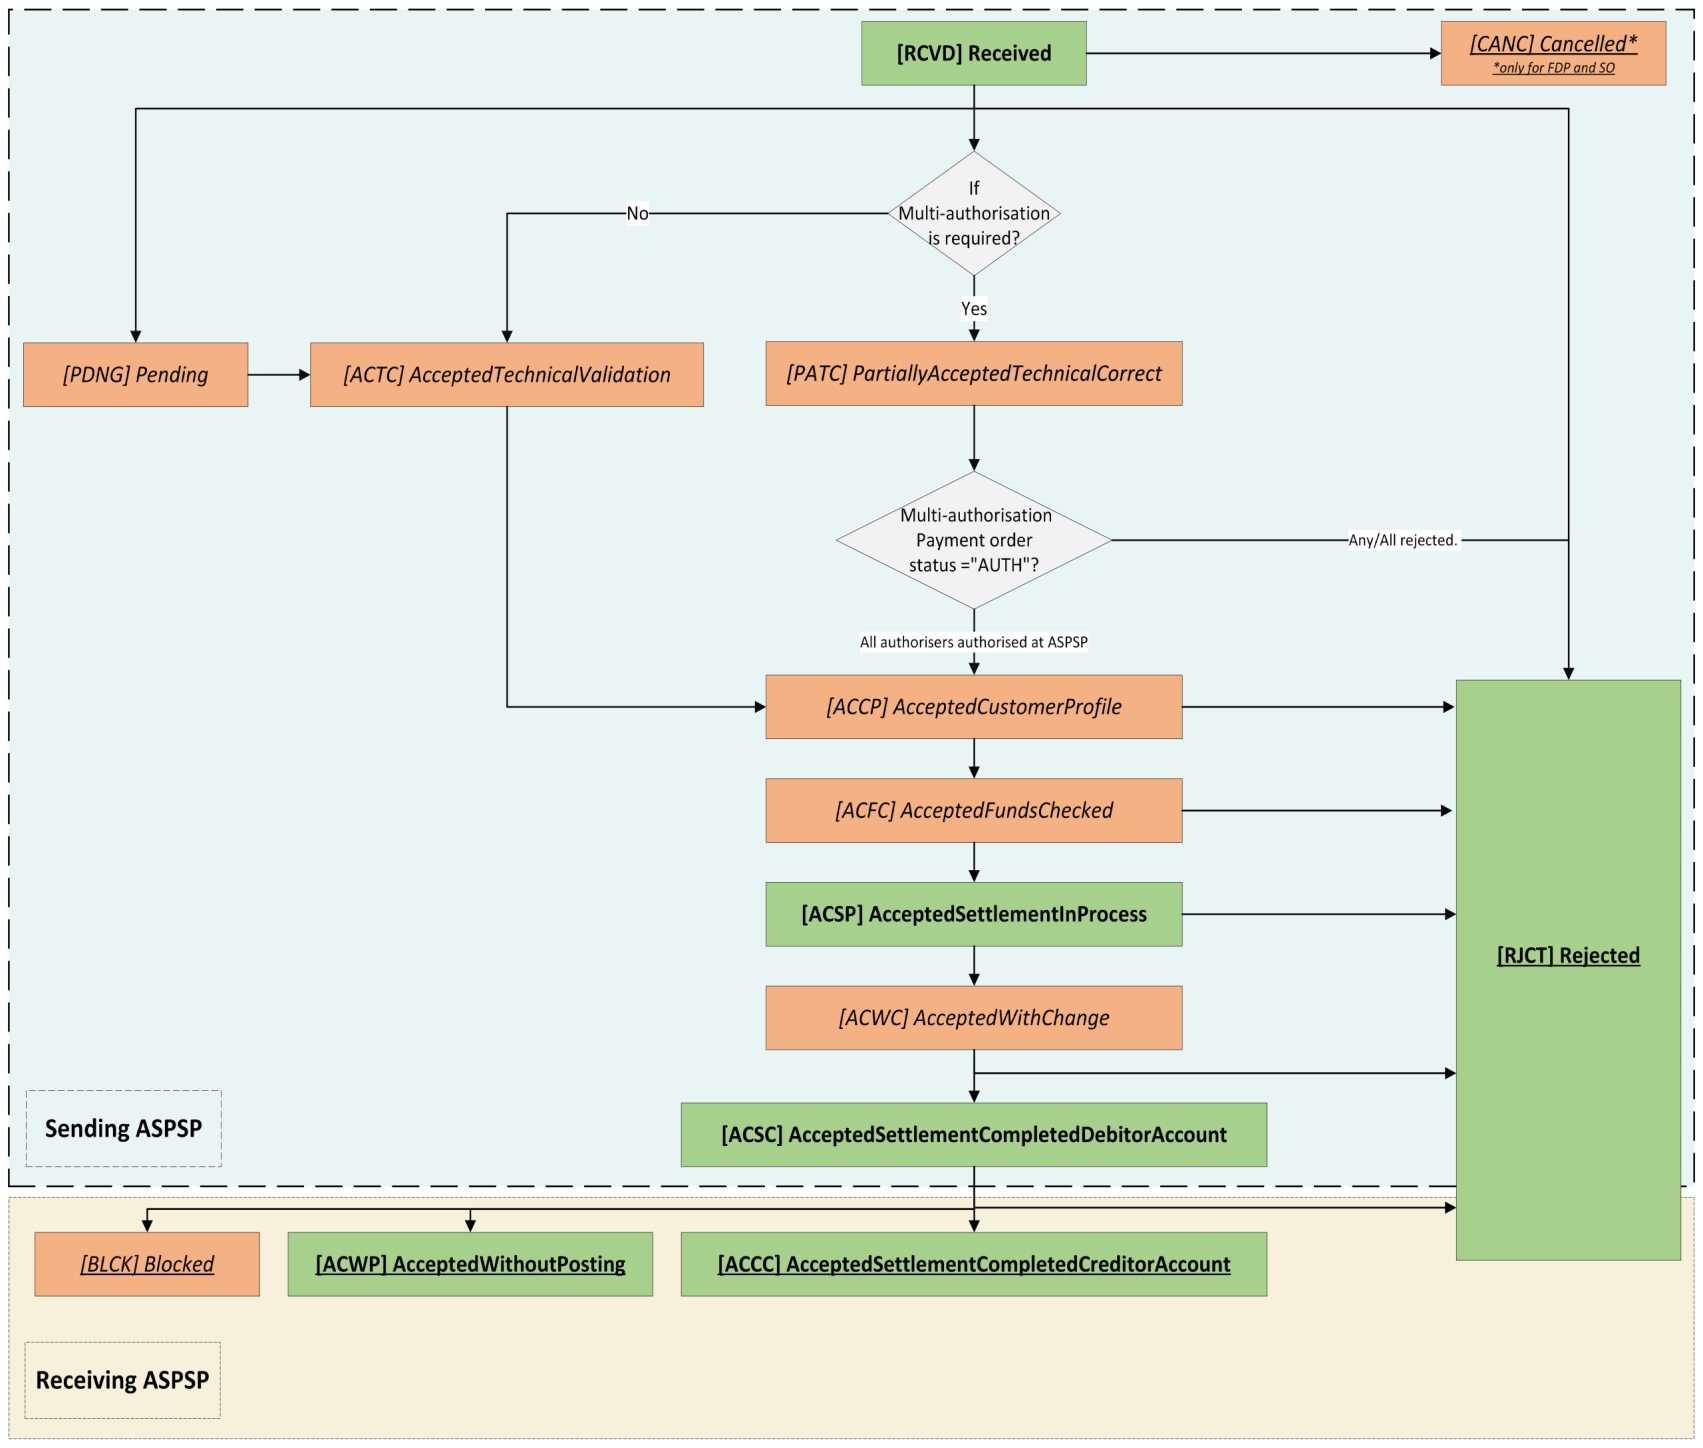 [RCVD] Received
[CANC] Cancelled*
*only for FDP and SO
If
Multi-authorisation
is required?
No
Yes
[PDNG] Pending
[ACTC] AcceptedTechnicalValidation
[PATC] PartiallyAcceptedTechnicalCorrect
Multi-authorisation
Payment order
status ="AUTH"?
Any/All rejected.
All authorisers authorised at ASPSP
[ACCP] AcceptedCustomerProfile
[ACFC] AcceptedFundsChecked
[ACSP] AcceptedSettlementInProcess
[RJCT] Rejected
[ACWC] AcceptedWithChange
Sending ASPSP
[ACSC] AcceptedSettlementCompletedDebitorAccount
[BLCK] Blocked
[ACWP] AcceptedWithoutPosting
[ACCC] AcceptedSettlementCompletedCreditorAccount
Receiving ASPSP